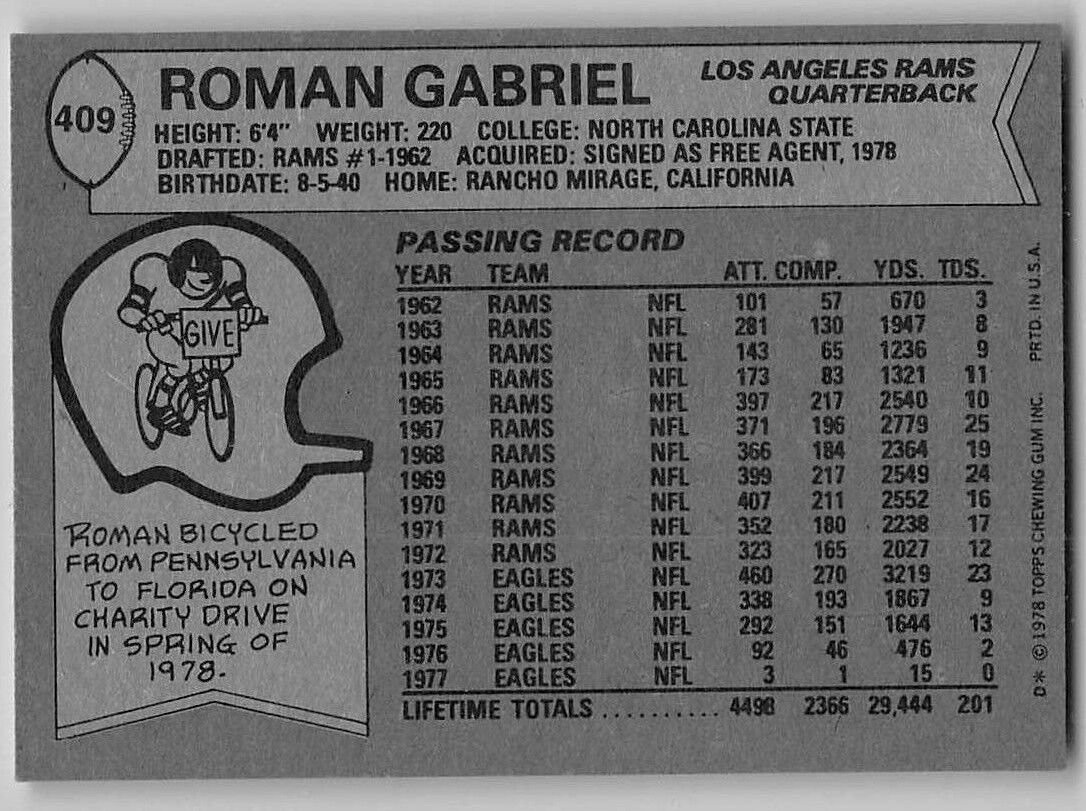 409
ROMAN GABRIEL
LOS ANGELES RAMS
QUARTERBACK
HEIGHT: 6'4" WEIGHT: 220 COLLEGE: NORTH CAROLINA STATE
DRAFTED: RAMS #1-1962 ACQUIRED: SIGNED AS FREE AGENT, 1978
BIRTHDATE: 8-5-40 HOME: RANCHO MIRAGE, CALIFORNIA
GIVE
ROMAN BICYCLED
FROM PENNSYLVANIA
TO FLORIDA ON
CHARITY DRIVE
IN SPRING OF
1978.
PASSING RECORD
YEAR TEAM ATT. COMP. YDS. TDS.
1962 RAMS NFL 101 57 670 3
1963 RAMS NFL 281 130 1947 8
1964 RAMS NFL 143 65 1236 9
1965 RAMS NFL 173 83 1321 11
1966 RAMS NFL 397 217 2540 10
1967 RAMS NFL 371 196 2779 25
1968 RAMS NFL 366 184 2364 19
1969 RAMS NFL 399 217 2549 24
1970 RAMS NFL 407 211 2552 16
1971 RAMS NFL 352 180 2238 17
1972 RAMS NFL 323 165 2027 12
1973 EAGLES NFL 460 270 3219 23
1974 EAGLES NFL 338 193 1867 9
1975 EAGLES NFL 292 151 1644 13
1976 EAGLES NFL 92 46 476 2
1977 EAGLES NFL 3 1 15 0
LIFETIME TOTALS .......... 4498 2366 29,444 201
D* © 1978 TOPPS CHEWING GUM INC. PRTD. IN U.S.A.